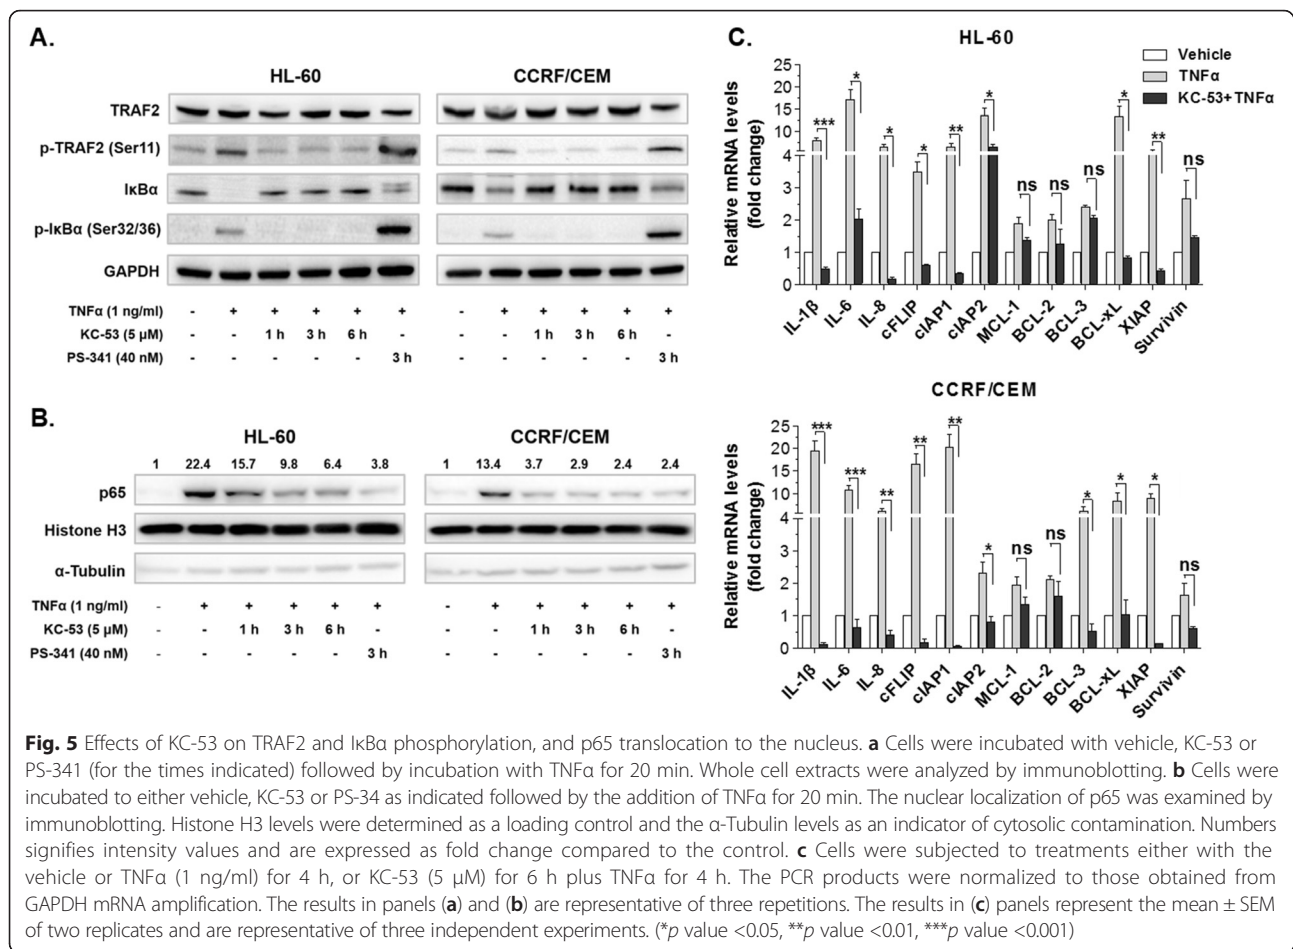 A.
HL-60 CCRF/CEM
TRAF2
p-TRAF2 (Ser11)
IκBα
p-IκBα (Ser32/36)
GAPDH
TNFα (1 ng/ml) - + + + + + - + + + + +
KC-53 (5 μM) - - 1 h 3 h 6 h - - - 1 h 3 h 6 h -
PS-341 (40 nM) - - - - - 3 h - - - - - 3 h
B.
HL-60 CCRF/CEM
1 22.4 15.7 9.8 6.4 3.8 1 13.4 3.7 2.9 2.4 2.4
p65
Histone H3
α-Tubulin
TNFα (1 ng/ml) - + + + + + - + + + + +
KC-53 (5 μM) - - 1 h 3 h 6 h - - - 1 h 3 h 6 h -
PS-341 (40 nM) - - - - - 3 h - - - - - 3 h
C.
HL-60
Vehicle
TNFα
KC-53+TNFα
Relative mRNA levels
(fold change)
25
20
15
10
5
4
3
2
1
0
*** * * * ** * ns ns ns * ** ns
IL-1β IL-6 IL-8 cFLIP cIAP1 cIAP2 MCL-1 BCL-2 BCL-3 BCL-xL XIAP Survivin
CCRF/CEM
Relative mRNA levels
(fold change)
25
20
15
10
5
4
3
2
1
0
*** *** ** ** ** * ns ns * * * ns
IL-1β IL-6 IL-8 cFLIP cIAP1 cIAP2 MCL-1 BCL-2 BCL-3 BCL-xL XIAP Survivin
Fig. 5 Effects of KC-53 on TRAF2 and IκBα phosphorylation, and p65 translocation to the nucleus. a Cells were incubated with vehicle, KC-53 or
PS-341 (for the times indicated) followed by incubation with TNFα for 20 min. Whole cell extracts were analyzed by immunoblotting. b Cells were
incubated to either vehicle, KC-53 or PS-34 as indicated followed by the addition of TNFα for 20 min. The nuclear localization of p65 was examined by
immunoblotting. Histone H3 levels were determined as a loading control and the α-Tubulin levels as an indicator of cytosolic contamination. Numbers
signifies intensity values and are expressed as fold change compared to the control. c Cells were subjected to treatments either with the
vehicle or TNFα (1 ng/ml) for 4 h, or KC-53 (5 μM) for 6 h plus TNFα for 4 h. The PCR products were normalized to those obtained from
GAPDH mRNA amplification. The results in panels (a) and (b) are representative of three repetitions. The results in (c) panels represent the mean ± SEM
of two replicates and are representative of three independent experiments. (*p value <0.05, **p value <0.01, ***p value <0.001)